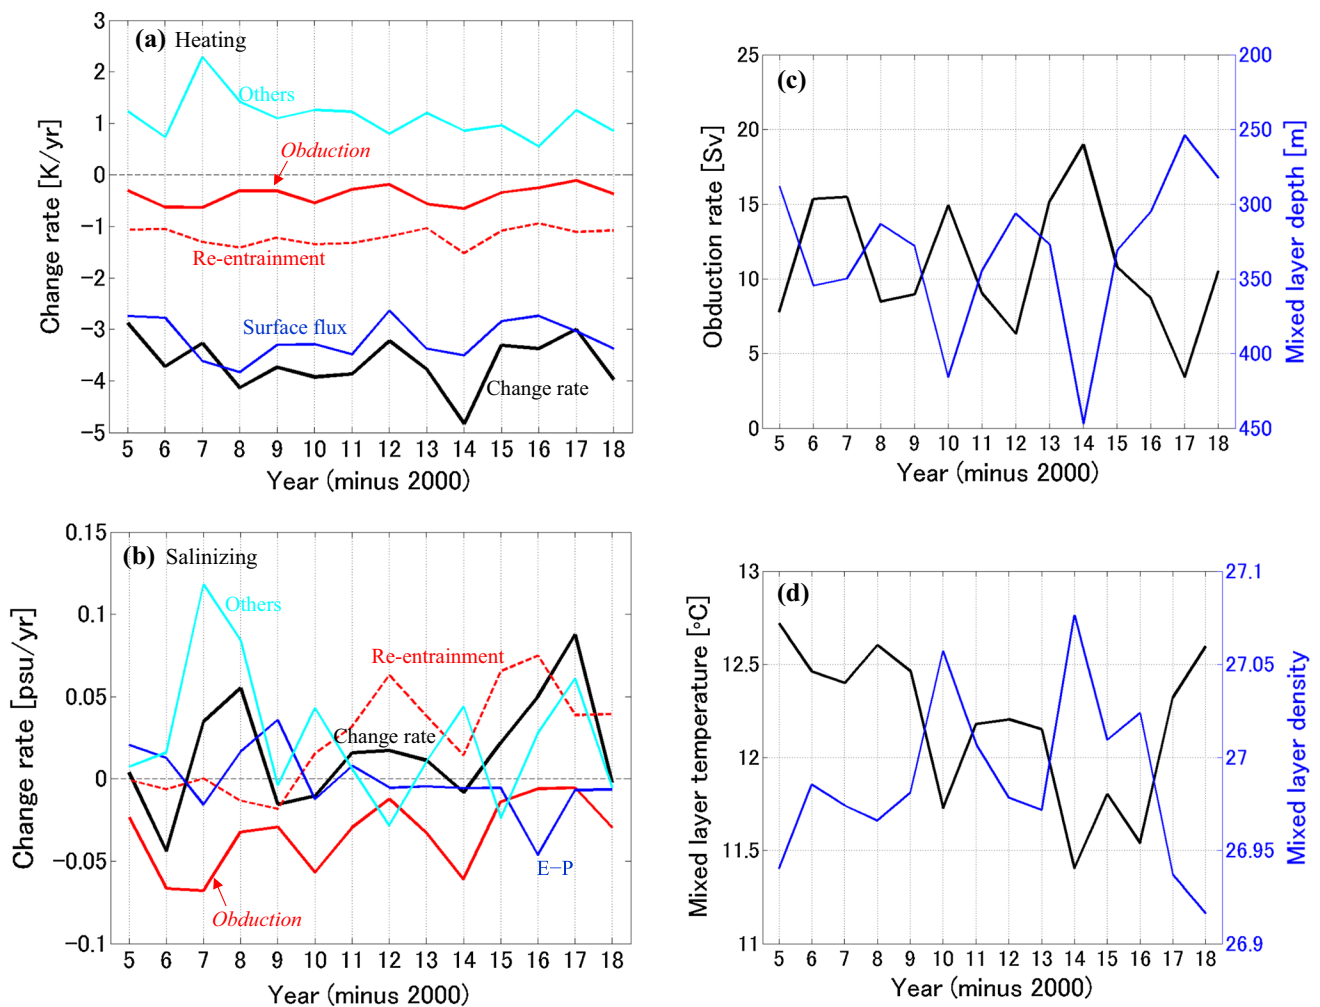 (a) Heating
3
2
1
0
−1
−2
−3
−4
−5
Change rate [K/yr]
Others
Obduction
Re-entrainment
Surface flux
Change rate
5 6 7 8 9 10 11 12 13 14 15 16 17 18
Year (minus 2000)
(c)
25
20
15
10
5
0
Obduction rate [Sv]
200
250
300
350
400
450
Mixed layer depth [m]
5 6 7 8 9 10 11 12 13 14 15 16 17 18
Year (minus 2000)
(b) Salinizing
0.15
0.1
0.05
0
−0.05
−0.1
Change rate [psu/yr]
Others
Re-entrainment
Change rate
E−P
Obduction
5 6 7 8 9 10 11 12 13 14 15 16 17 18
Year (minus 2000)
(d)
13
12.5
12
11.5
11
Mixed layer temperature [°C]
27.1
27.05
27
26.95
26.9
Mixed layer density
5 6 7 8 9 10 11 12 13 14 15 16 17 18
Year (minus 2000)